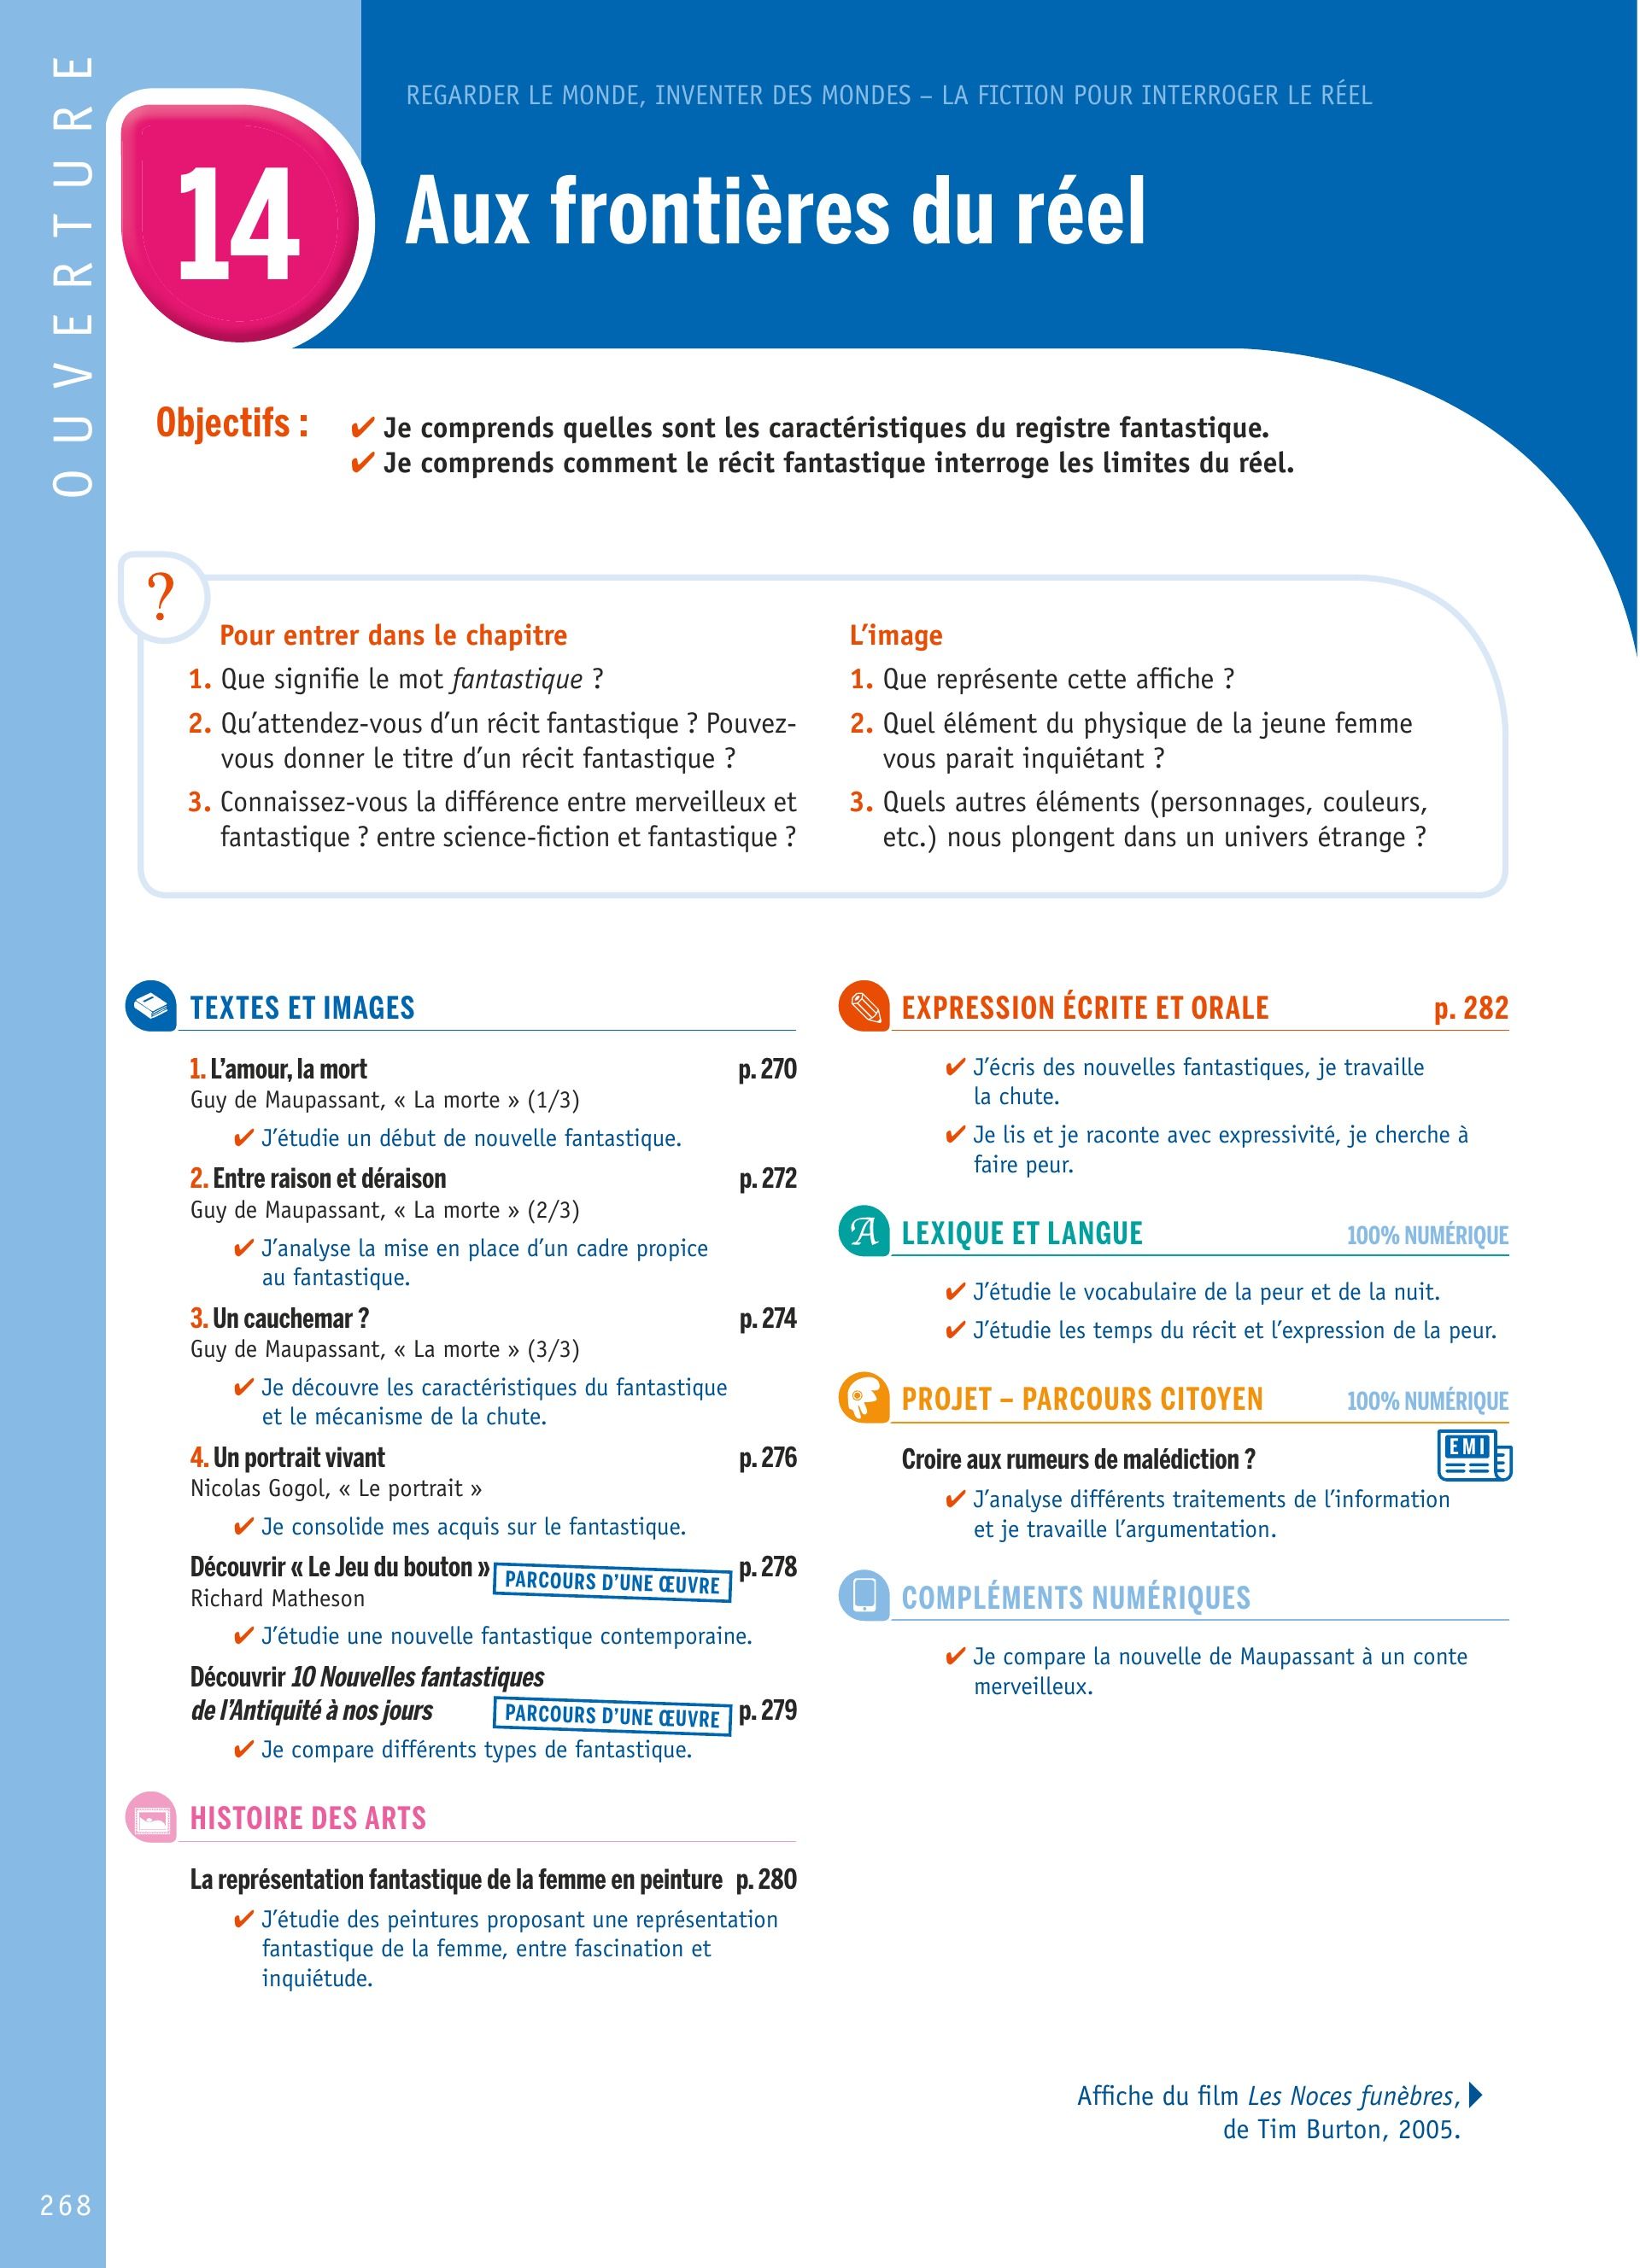 OUVERTURE
REGARDER LE MONDE, INVENTER DES MONDES – LA FICTION POUR INTERROGER LE RÉEL
14
Aux frontières du réel
Objectifs :
✔ Je comprends quelles sont les caractéristiques du registre fantastique.
✔ Je comprends comment le récit fantastique interroge les limites du réel.
?
Pour entrer dans le chapitre
1. Que signifie le mot fantastique ?
2. Qu’attendez-vous d’un récit fantastique ? Pouvez-
vous donner le titre d’un récit fantastique ?
3. Connaissez-vous la différence entre merveilleux et
fantastique ? entre science-fiction et fantastique ?
L’image
1. Que représente cette affiche ?
2. Quel élément du physique de la jeune femme
vous parait inquiétant ?
3. Quels autres éléments (personnages, couleurs,
etc.) nous plongent dans un univers étrange ?
TEXTES ET IMAGES
1. L’amour, la mort p. 270
Guy de Maupassant, « La morte » (1/3)
✔ J’étudie un début de nouvelle fantastique.
2. Entre raison et déraison p. 272
Guy de Maupassant, « La morte » (2/3)
✔ J’analyse la mise en place d’un cadre propice
au fantastique.
3. Un cauchemar ? p. 274
Guy de Maupassant, « La morte » (3/3)
✔ Je découvre les caractéristiques du fantastique
et le mécanisme de la chute.
4. Un portrait vivant p. 276
Nicolas Gogol, « Le portrait »
✔ Je consolide mes acquis sur le fantastique.
Découvrir « Le Jeu du bouton » PARCOURS D’UNE ŒUVRE p. 278
Richard Matheson
✔ J’étudie une nouvelle fantastique contemporaine.
Découvrir 10 Nouvelles fantastiques
de l’Antiquité à nos jours PARCOURS D’UNE ŒUVRE p. 279
✔ Je compare différents types de fantastique.
HISTOIRE DES ARTS
La représentation fantastique de la femme en peinture p. 280
✔ J’étudie des peintures proposant une représentation
fantastique de la femme, entre fascination et
inquiétude.
EXPRESSION ÉCRITE ET ORALE p. 282
✔ J’écris des nouvelles fantastiques, je travaille
la chute.
✔ Je lis et je raconte avec expressivité, je cherche à
faire peur.
A LEXIQUE ET LANGUE 100% NUMÉRIQUE
✔ J’étudie le vocabulaire de la peur et de la nuit.
✔ J’étudie les temps du récit et l’expression de la peur.
PROJET – PARCOURS CITOYEN 100% NUMÉRIQUE
Croire aux rumeurs de malédiction ? EMI
✔ J’analyse différents traitements de l’information
et je travaille l’argumentation.
COMPLÉMENTS NUMÉRIQUES
✔ Je compare la nouvelle de Maupassant à un conte
merveilleux.
Affiche du film Les Noces funèbres,
de Tim Burton, 2005.
268